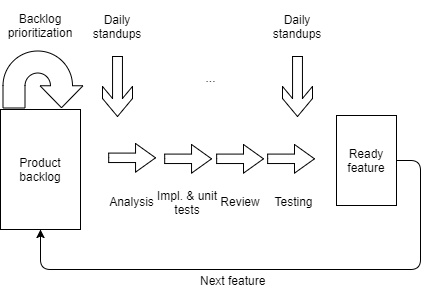 Backlog
prioritization
Daily
standups
...
Daily
standups
Product
backlog
Analysis
Impl. & unit
tests
Review
Testing
Ready
feature
Next feature